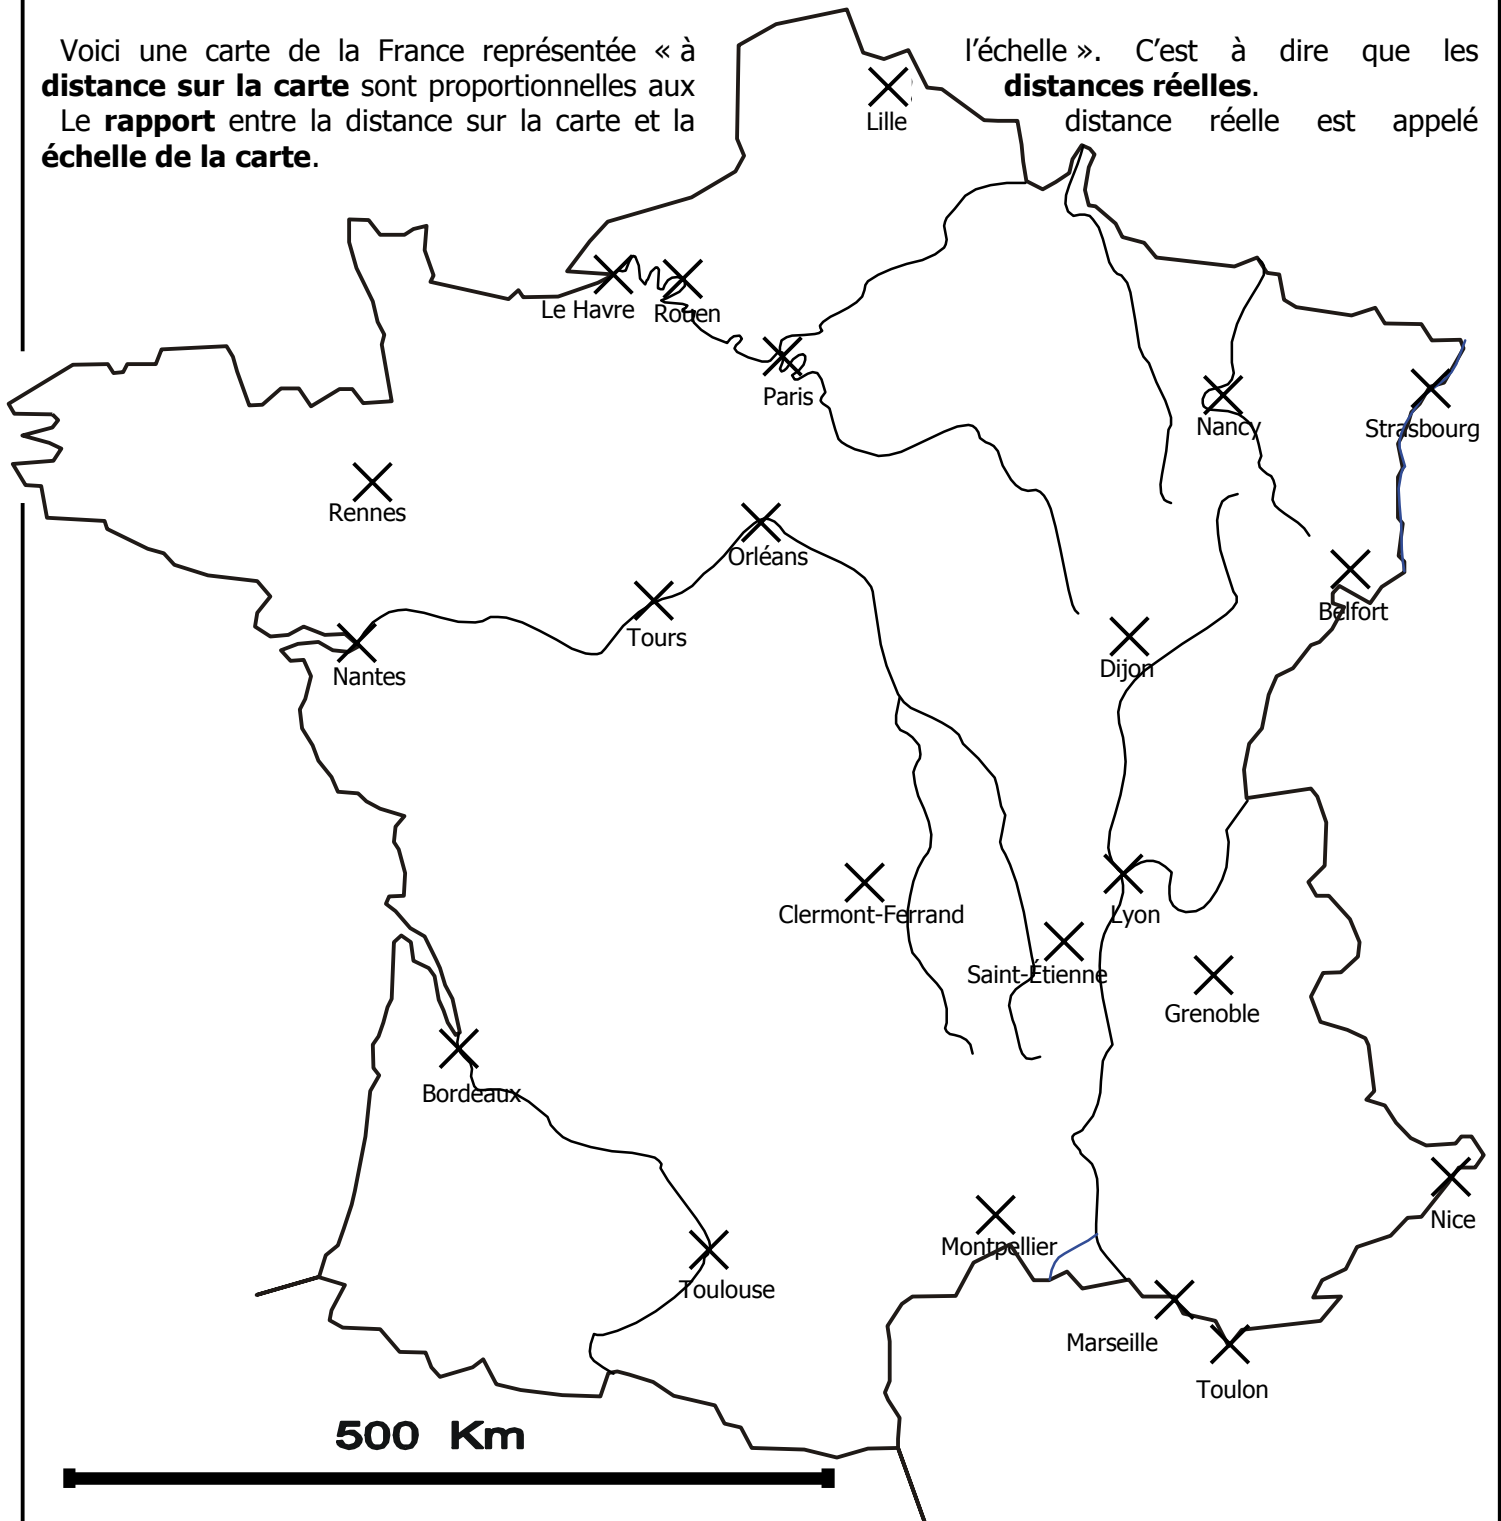 Voici une carte de la France représentée « à l'échelle ». C'est à dire que les
distance sur la carte sont proportionnelles aux distances réelles.
Le rapport entre la distance sur la carte et la distance réelle est appelé
échelle de la carte.
Lille
Le Havre
Rouen
Paris
Nancy
Strasbourg
Rennes
Orléans
Belfort
Tours
Dijon
Nantes
Clermont-Ferrand
Lyon
Saint-Étienne
Grenoble
Bordeaux
Nice
Montpellier
Toulouse
Marseille
Toulon
500 Km